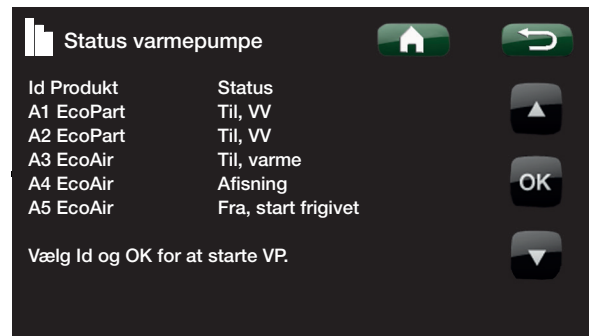 Status varmepumpe
Id Produkt Status
A1 EcoPart Til, VV
A2 EcoPart Til, VV
A3 EcoAir Til, varme
A4 EcoAir Afisning
A5 EcoAir Fra, start frigivet
OK
Vælg Id og OK for at starte VP.